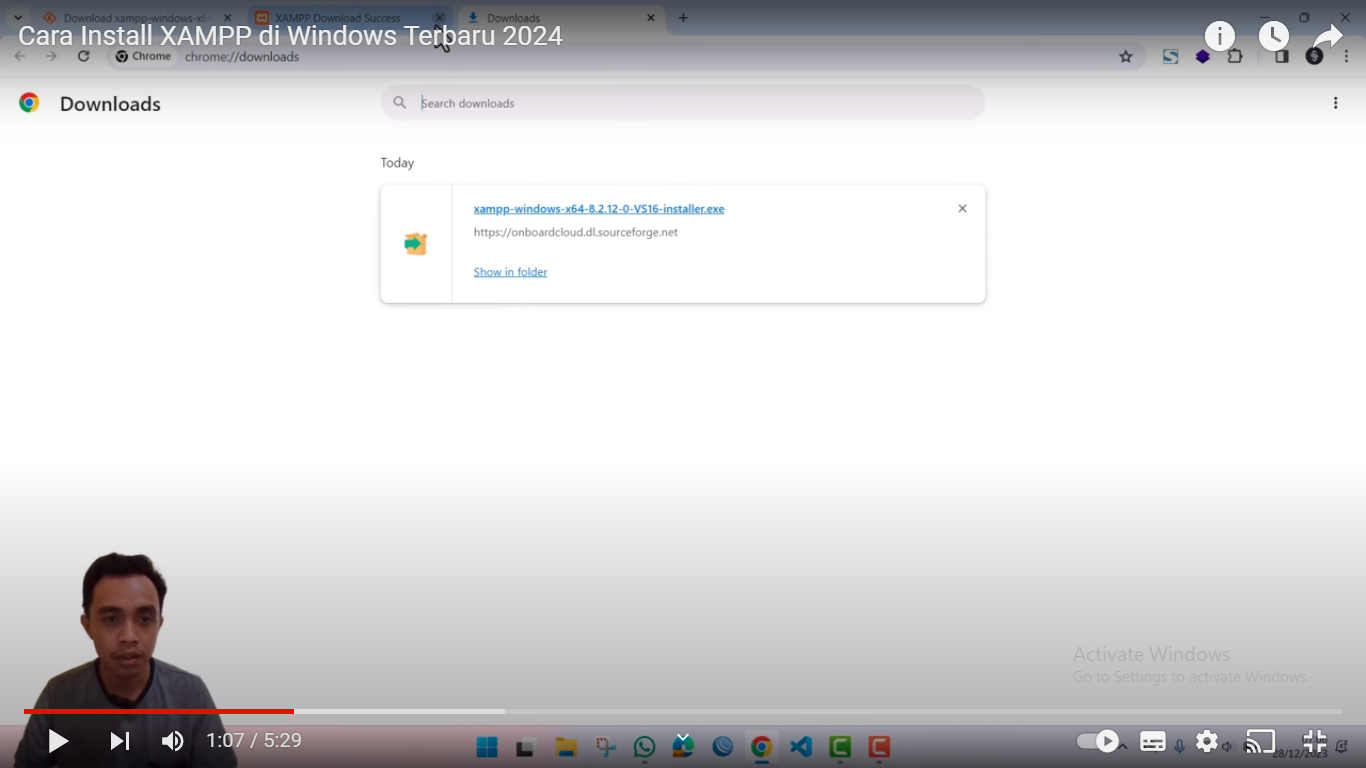 Download xampp-windows-x6
XAMPP Download Success
Downloads
Cara Install XAMPP di Windows Terbaru 2024
Chrome
chrome://downloads
Downloads
Search downloads
Today
xampp-windows-x64-8.2.12-0-VS16-installer.exe
https://onboardcloud.dl.sourceforge.net
Show in folder
Activate Windows
Go to Settings to activate Windows.
1:07 / 5:29
28/12/2023